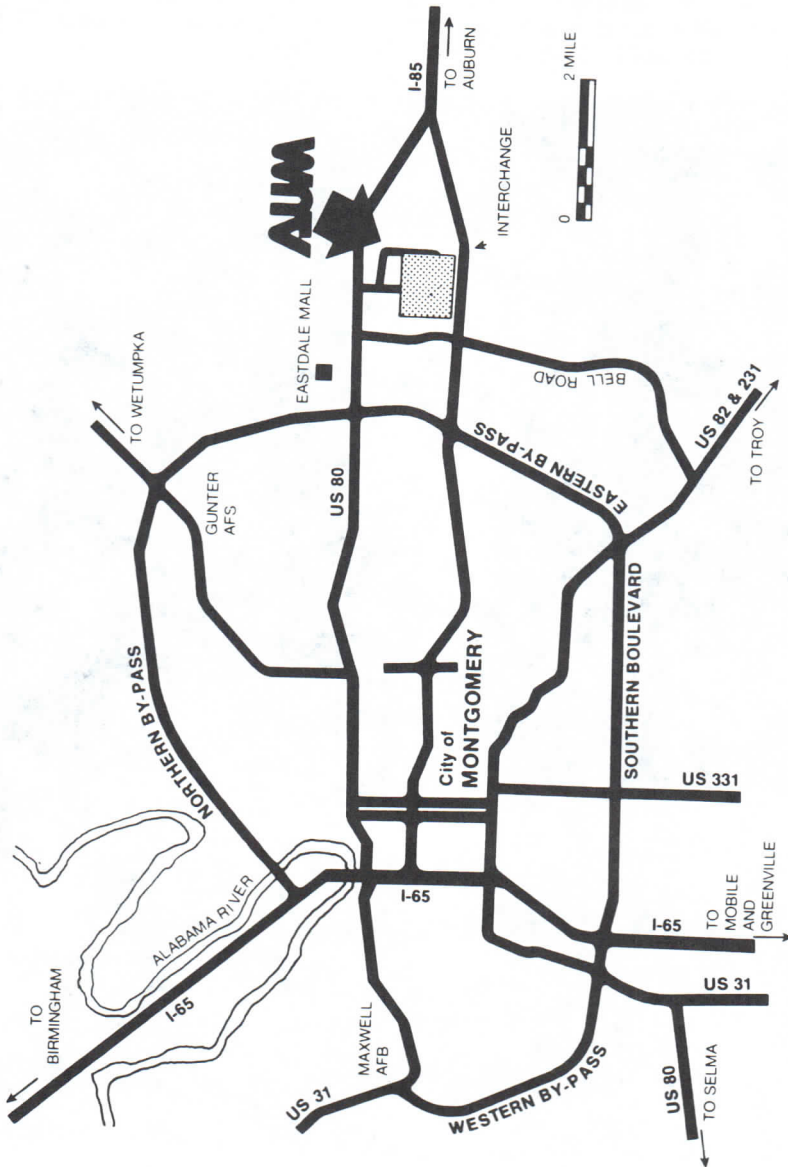 TO
BIRMINGHAM
I-65
ALABAMA RIVER
NORTHERN BY-PASS
TO WETUMPKA
GUNTER
AFS
EASTDALE MALL
AUM
I-85
TO
AUBURN
US 80
INTERCHANGE
0
2 MILE
MAXWELL
AFB
US 31
I-65
City of
MONTGOMERY
EASTERN BY-PASS
BELL ROAD
US 82 & 231
TO TROY
SOUTHERN BOULEVARD
US 331
I-65
TO
MOBILE
AND
GREENVILLE
WESTERN BY-PASS
US 31
US 80
TO SELMA